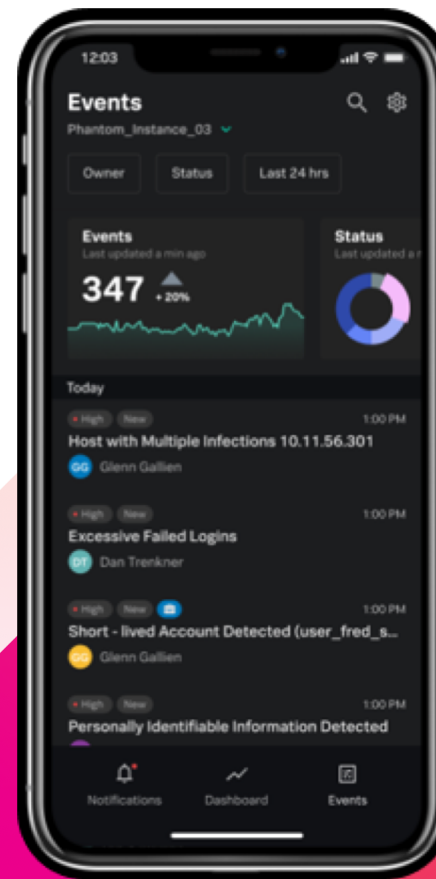 12:03
Events
Phantom_Instance_03
Owner Status Last 24 hrs
Events
Last updated a min ago
347 +20%
Status
Last updated a
Today
High New 1:00 PM
Host with Multiple Infections 10.11.56.301
GG Glenn Gallien
High New 1:00 PM
Excessive Failed Logins
DT Dan Trenkner
High New 1:00 PM
Short - lived Account Detected (user_fred_s...
GG Glenn Gallien
High New 1:00 PM
Personally Identifiable Information Detected
Notifications Dashboard Events